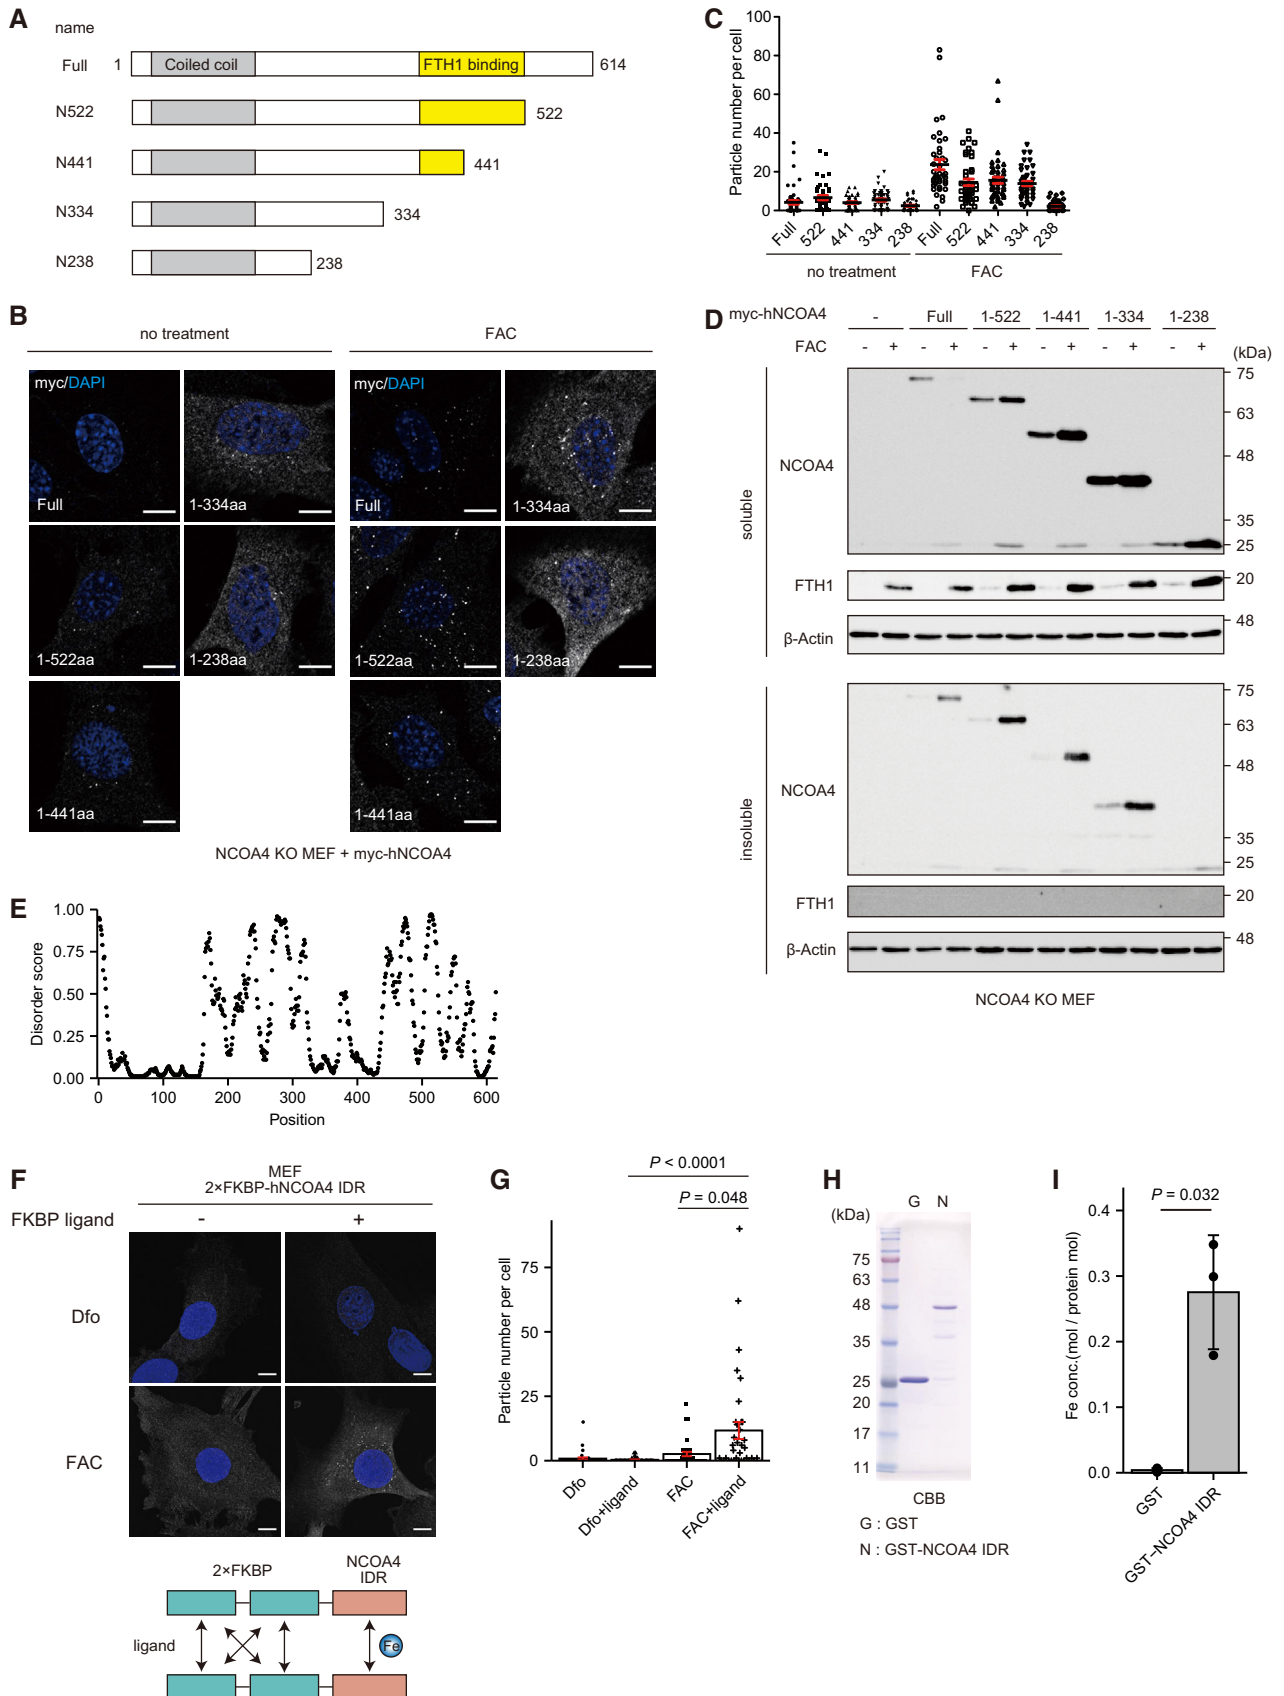 A
name
Full 1 Coiled coil FTH1 binding 614
N522 522
N441 441
N334 334
N238 238
B
no treatment FAC
myc/DAPI myc/DAPI
Full 1-334aa Full 1-334aa
1-522aa 1-238aa 1-522aa 1-238aa
1-441aa 1-441aa
NCOA4 KO MEF + myc-hNCOA4
C
Particle number per cell
100
80
60
40
20
0
Full 522 441 334 238 Full 522 441 334 238
no treatment FAC
D
myc-hNCOA4 - Full 1-522 1-441 1-334 1-238
FAC - + - + - + - + - + - + (kDa)
soluble
NCOA4
75
63
48
35
25
FTH1 20
48
β-Actin
insoluble
NCOA4
75
63
48
35
25
FTH1 20
β-Actin 48
NCOA4 KO MEF
E
Disorder score
1.00
0.75
0.50
0.25
0.00
0 100 200 300 400 500 600
Position
F
MEF
2×FKBP-hNCOA4 IDR
FKBP ligand - +
Dfo
FAC
2×FKBP NCOA4
IDR
ligand Fe
G
P < 0.0001
P = 0.048
Particle number per cell
75
50
25
0
Dfo Dfo+ligand FAC FAC+ligand
H
(kDa) G N
75
63
48
35
25
20
17
11
CBB
G : GST
N : GST-NCOA4 IDR
I
P = 0.032
Fe conc.(mol / protein mol)
0.4
0.3
0.2
0.1
0.0
GST GST−NCOA4 IDR